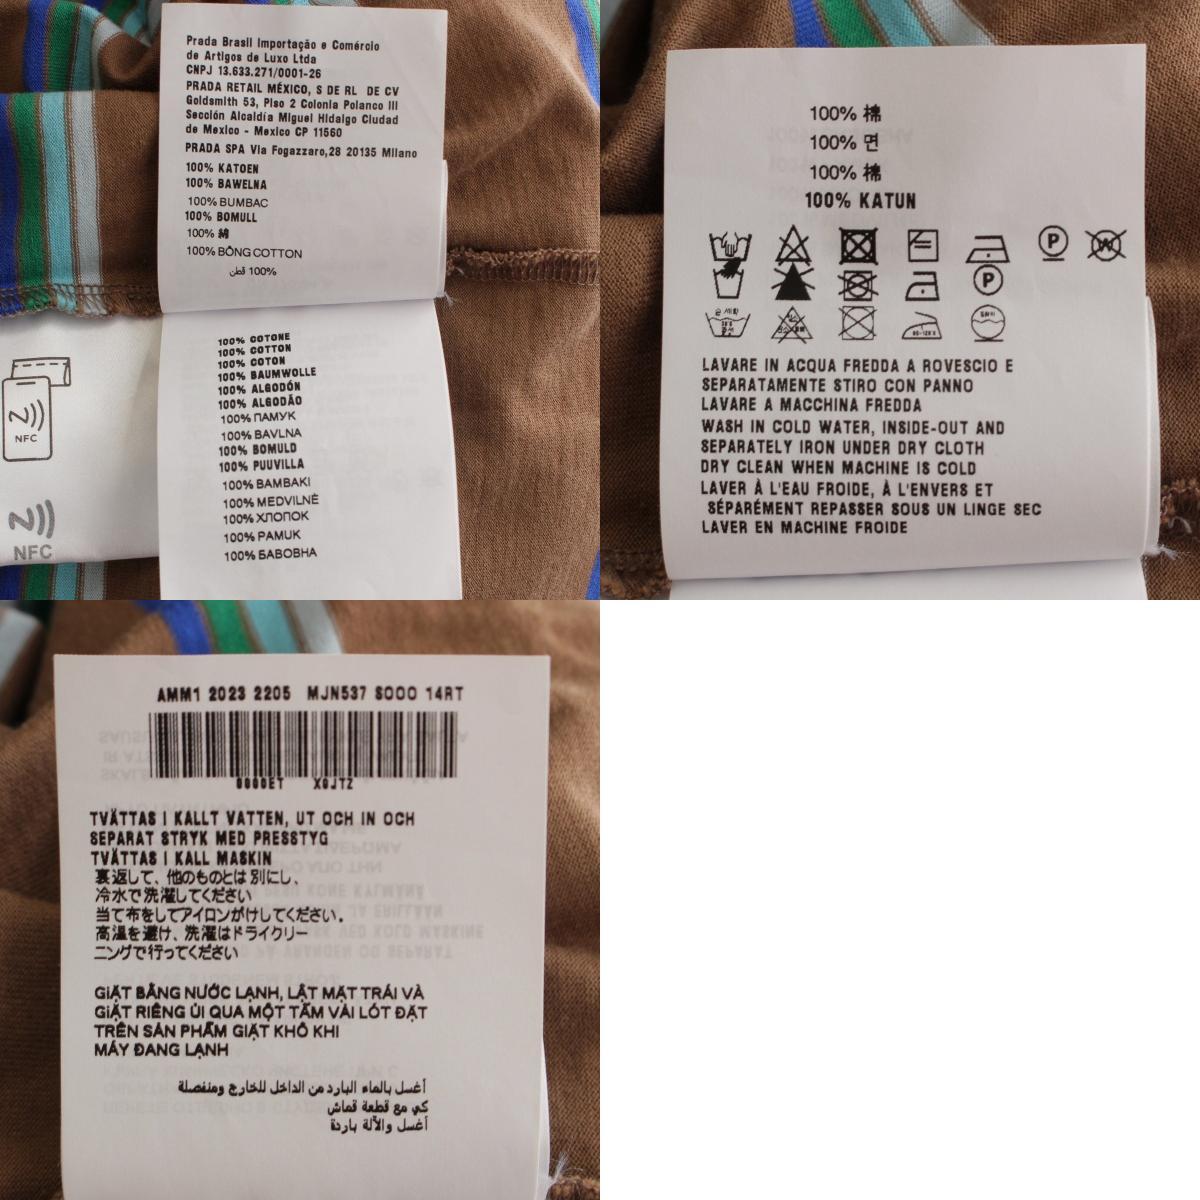 Prada Brasil Importação e Comércio
de Artigos de Luxo Ltda
CNPJ 13.633.271/0001-26
PRADA RETAIL MÉXICO, S DE RL DE CV
Goldsmith 53, Piso 2 Colonia Polanco III
Sección Alcaldía Miguel Hidalgo Ciudad
de Mexico - Mexico CP 11560
PRADA SPA Via Fogazzaro,28 20135 Milano
100% KATOEN
100% BAWEŁNA
100% BUMBAC
100% BOMULL
100% 綿
100% BÔNG COTTON
100% قطن
100% COTONE
100% COTTON
100% COTON
100% BAUMWOLLE
100% ALGODÓN
100% ALGODÃO
100% ПАМУК
100% BAVLNA
100% BOMULD
100% PUUVILLA
100% BAMBAKI
100% MEDVILNĖ
100% ХЛОПОК
100% PAMUK
100% БАВОВНА
NFC
NFC
100% 棉
100% 면
100% 棉
100% KATUN
P
W
P
LAVARE IN ACQUA FREDDA A ROVESCIO E
SEPARATAMENTE STIRO CON PANNO
LAVARE A MACCHINA FREDDA
WASH IN COLD WATER, INSIDE-OUT AND
SEPARATELY IRON UNDER DRY CLOTH
DRY CLEAN WHEN MACHINE IS COLD
LAVER À L'EAU FROIDE, À L'ENVERS ET
SÉPARÉMENT REPASSER SOUS UN LINGE SEC
LAVER EN MACHINE FROIDE
AMM1 2023 2205 MJN537 SOOO 14RT
0000ET X0JTZ
TVÄTTAS I KALLT VATTEN, UT OCH IN OCH
SEPARAT STRYK MED PRESSTYG
TVÄTTAS I KALL MASKIN
裏返して、他のものとは別にし、
冷水で洗濯してください
当て布をしてアイロンがけしてください。
高温を避け、洗濯はドライクリー
ニングで行ってください
GIẶT BẰNG NƯỚC LẠNH, LẬT MẶT TRÁI VÀ
GIẶT RIÊNG ỦI QUA MỘT TẤM VẢI LÓT ĐẶT
TRÊN SẢN PHẨM GIẶT KHÔ KHI
MÁY ĐANG LẠNH
أغسل بالماء البارد من الداخل للخارج ومنفصلة
كي مع قطعة قماش
أغسل والآلة باردة